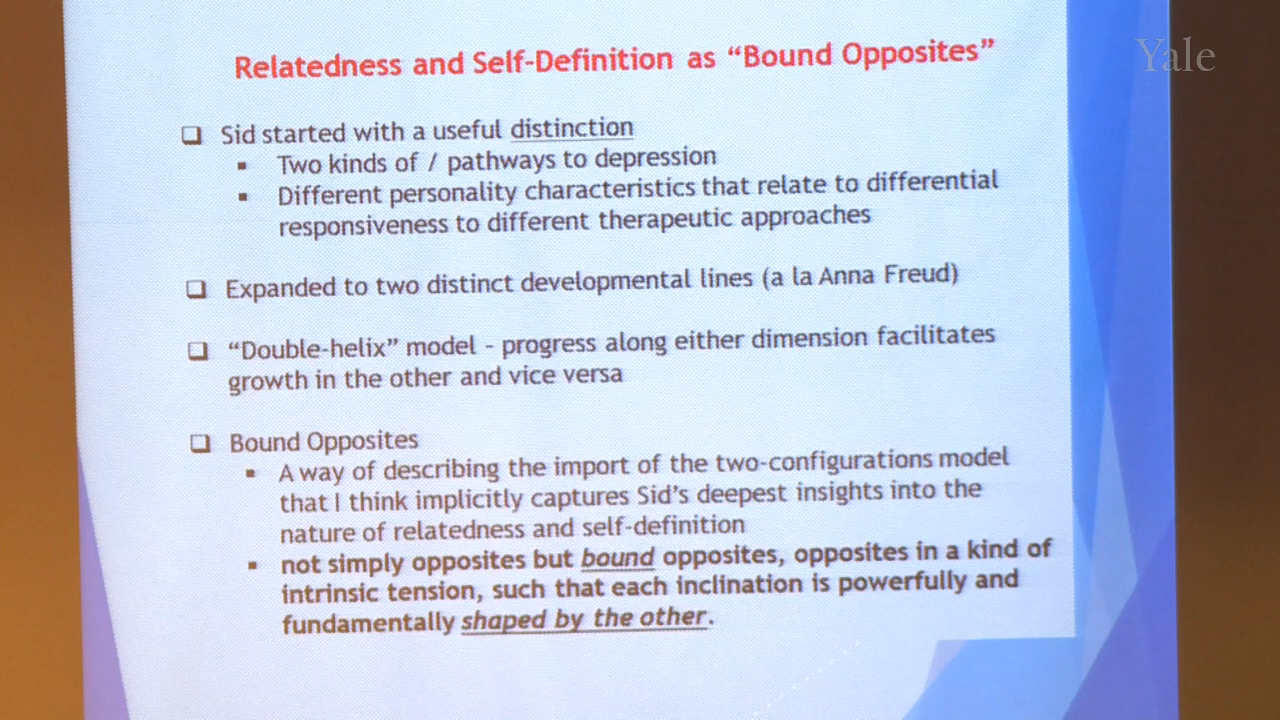 Relatedness and Self-Definition as “Bound Opposites”
Yale
Sid started with a useful distinction
Two kinds of / pathways to depression
Different personality characteristics that relate to differential
responsiveness to different therapeutic approaches
Expanded to two distinct developmental lines (a la Anna Freud)
“Double-helix” model - progress along either dimension facilitates
growth in the other and vice versa
Bound Opposites
A way of describing the import of the two-configurations model
that I think implicitly captures Sid's deepest insights into the
nature of relatedness and self-definition
not simply opposites but bound opposites, opposites in a kind of
intrinsic tension, such that each inclination is powerfully and
fundamentally shaped by the other.